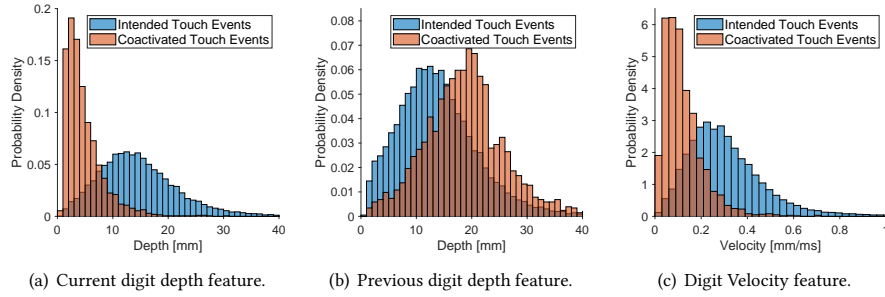 0.2
0.15
0.1
0.05
0
0 10 20 30 40
Depth [mm]
Probability Density
Intended Touch Events
Coactivated Touch Events
(a) Current digit depth feature.
0.08
0.07
0.06
0.05
0.04
0.03
0.02
0.01
0
0 10 20 30 40
Depth [mm]
Probability Density
Intended Touch Events
Coactivated Touch Events
(b) Previous digit depth feature.
6
5
4
3
2
1
0
0 0.2 0.4 0.6 0.8
Velocity [mm/ms]
Probability Density
Intended Touch Events
Coactivated Touch Events
(c) Digit Velocity feature.